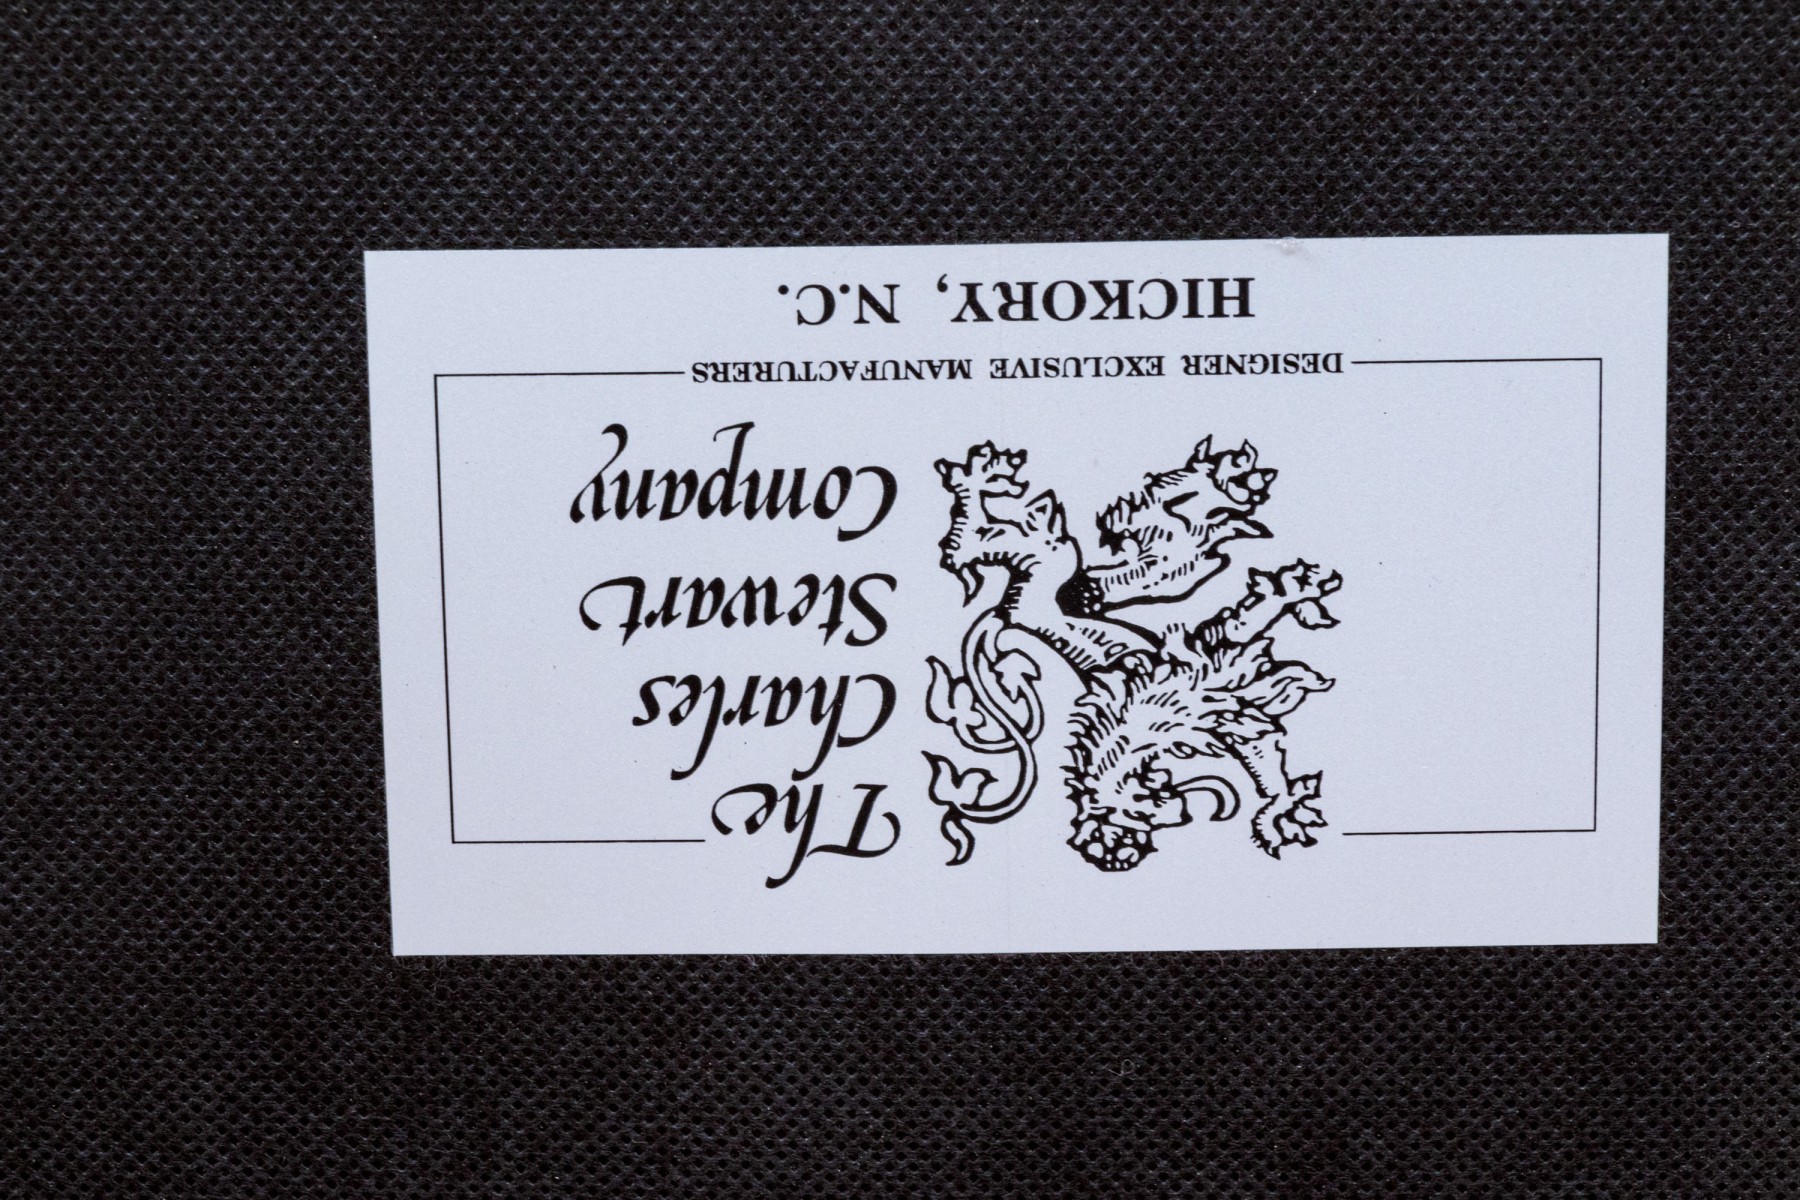 The
Charles
Stewart
Company
DESIGNER EXCLUSIVE MANUFACTURERS
HICKORY, N.C.